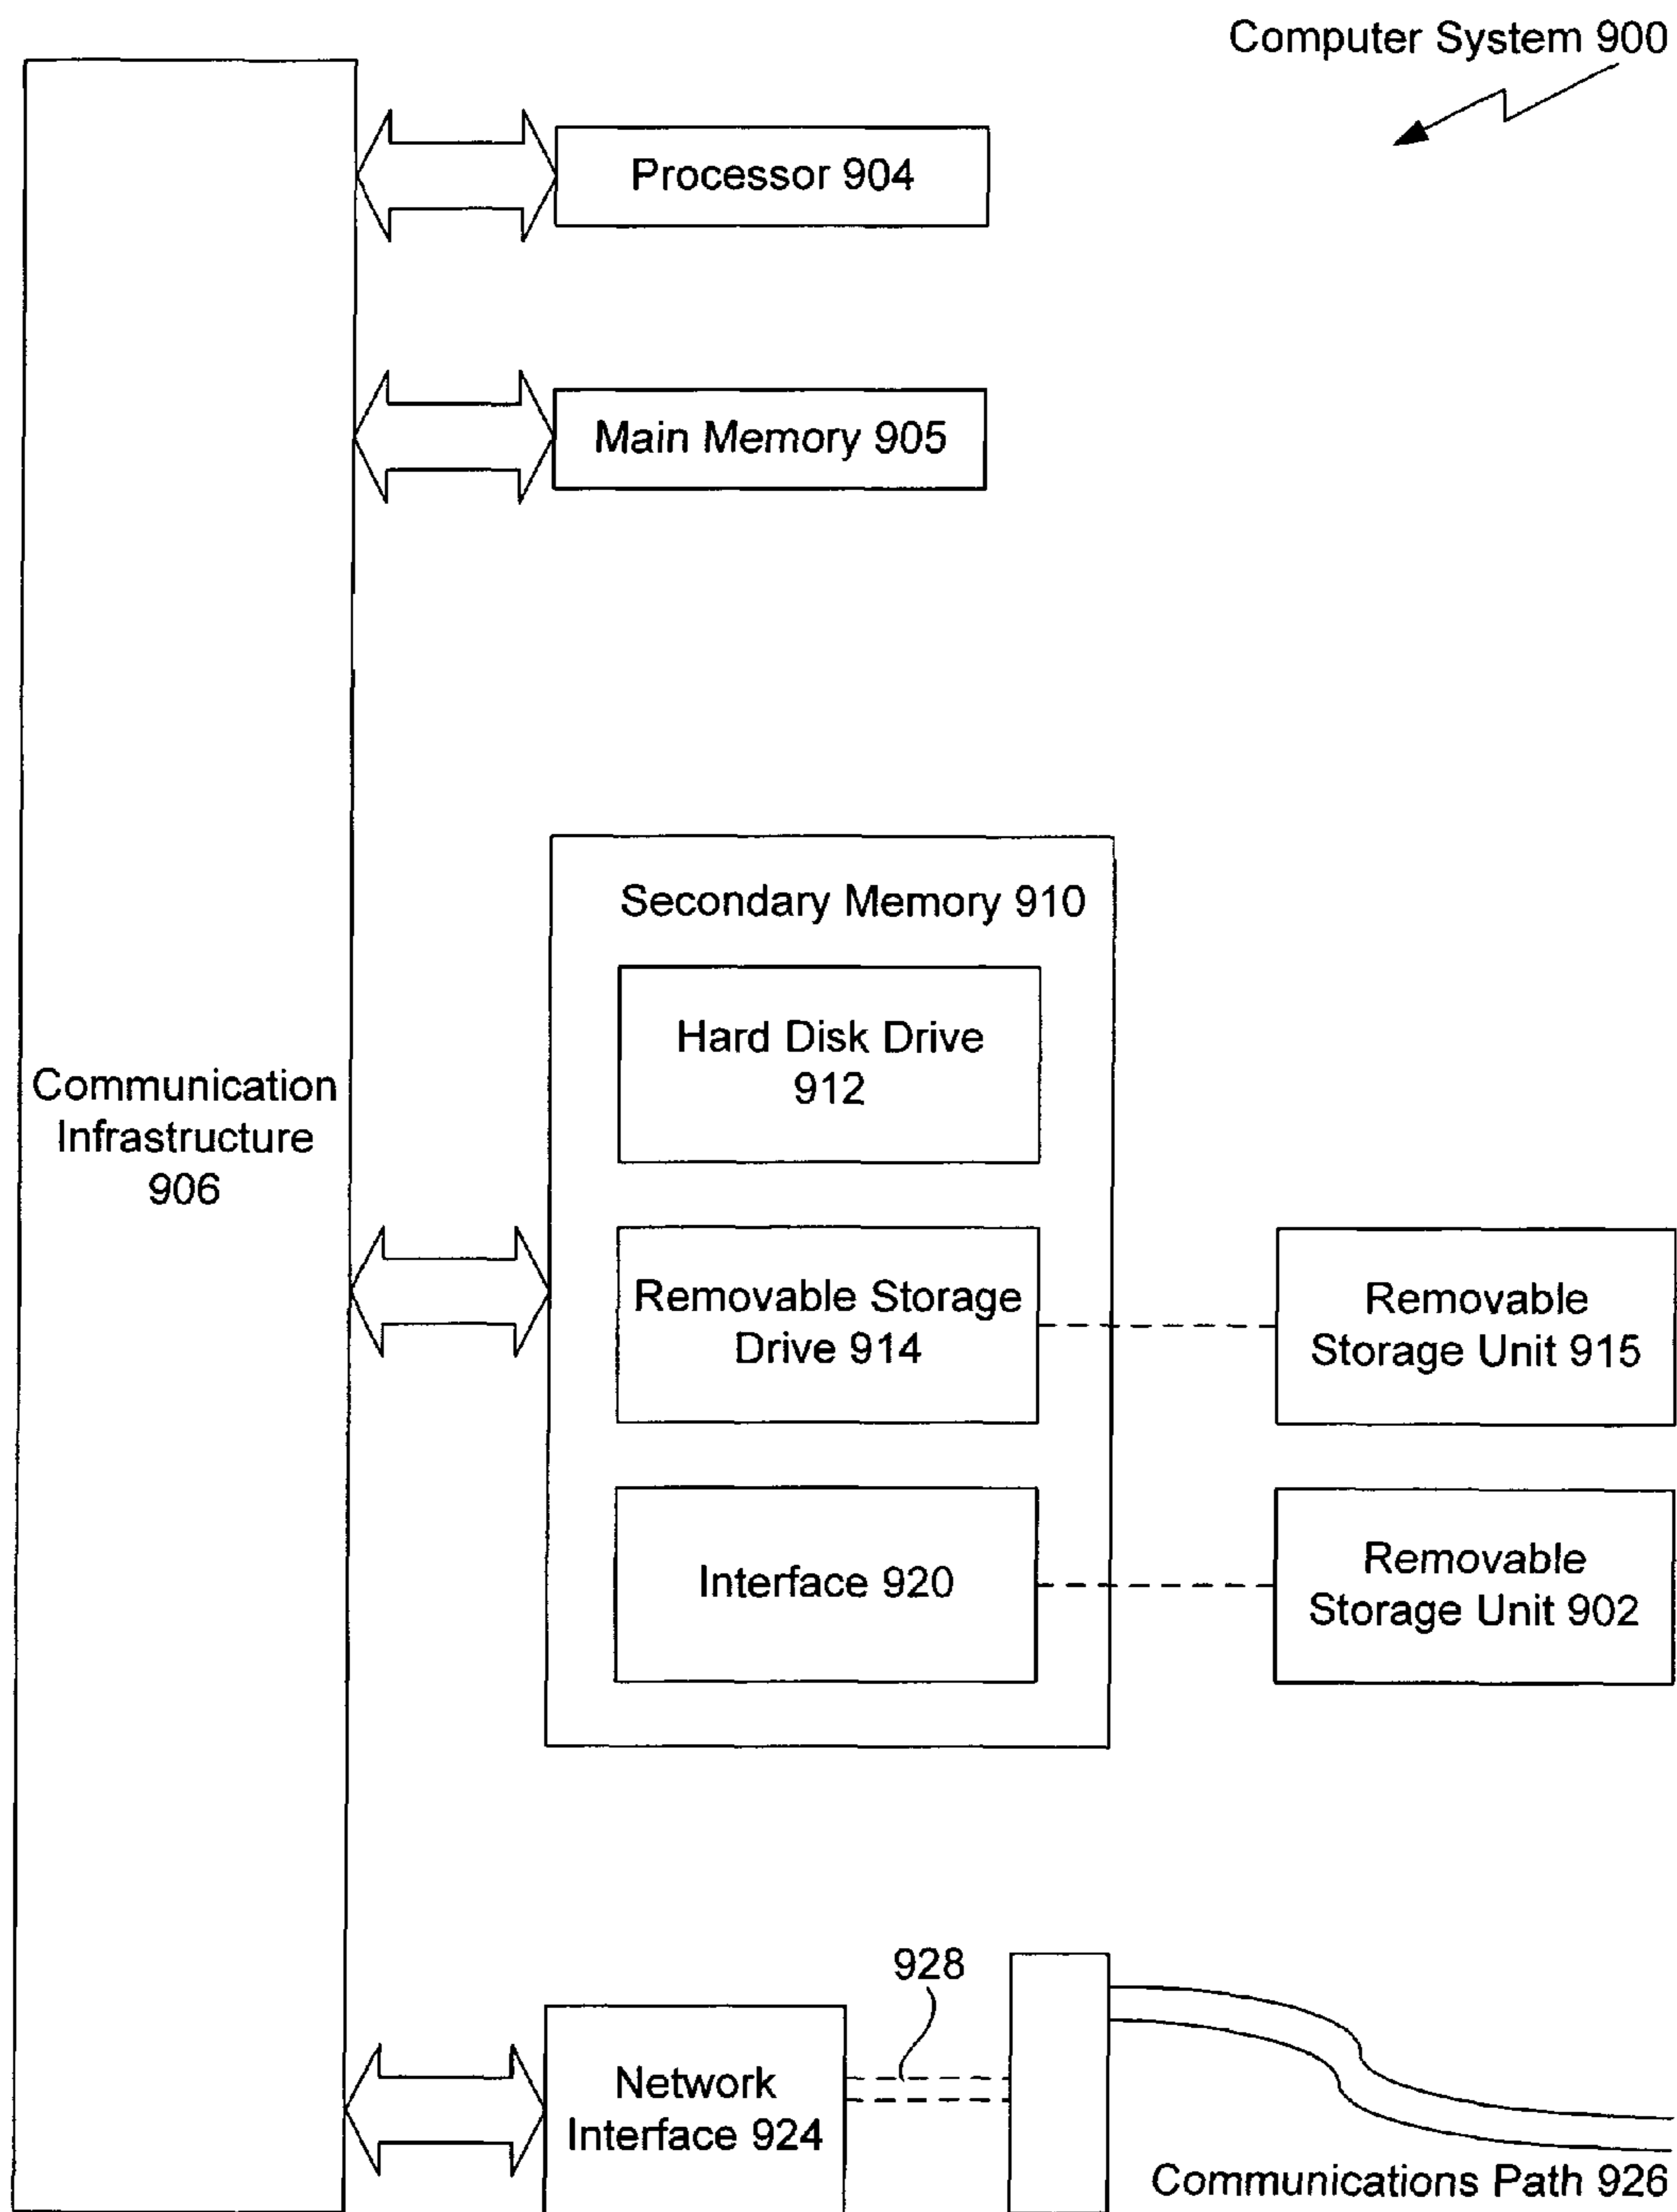 Computer System 900
Processor 904
Main Memory 905
Communication
Infrastructure
906
Secondary Memory 910
Hard Disk Drive
912
Removable Storage
Drive 914
Removable
Storage Unit 915
Interface 920
Removable
Storage Unit 902
928
Network
Interface 924
Communications Path 926